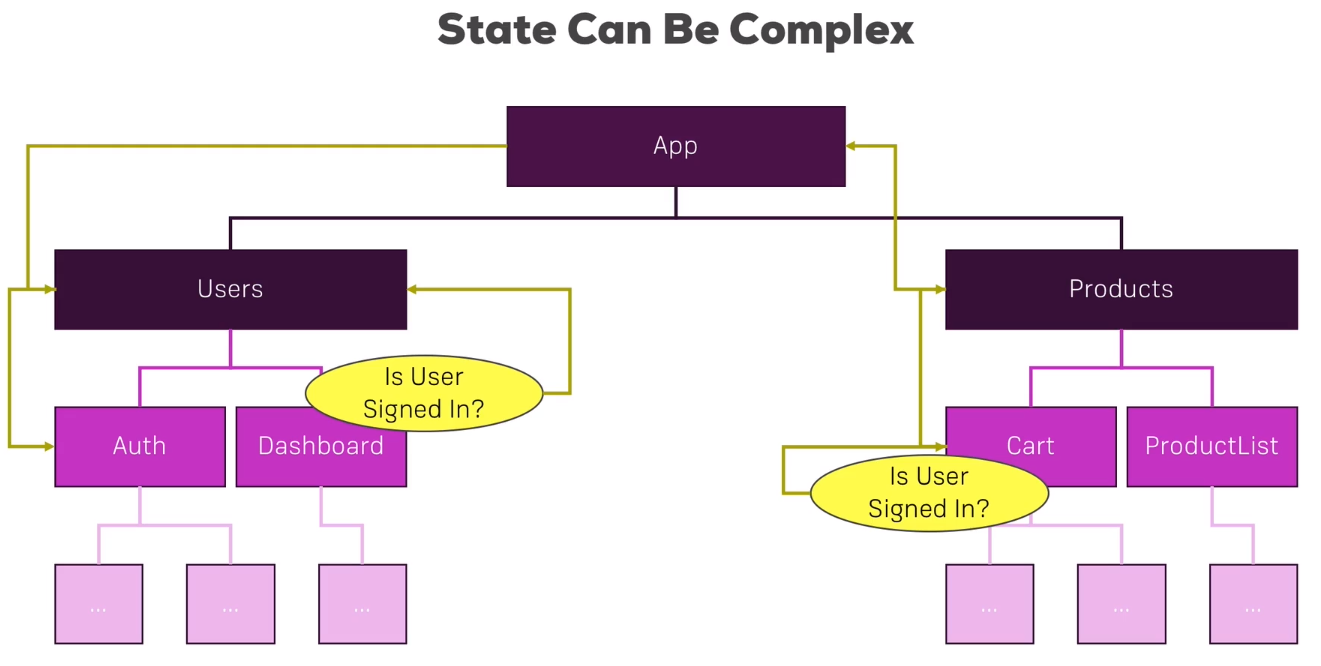 State Can Be Complex
App
Users
Products
Is User
Signed In?
Auth
Dashboard
Cart
ProductList
Is User
Signed In?
...
...
...
...
...
...